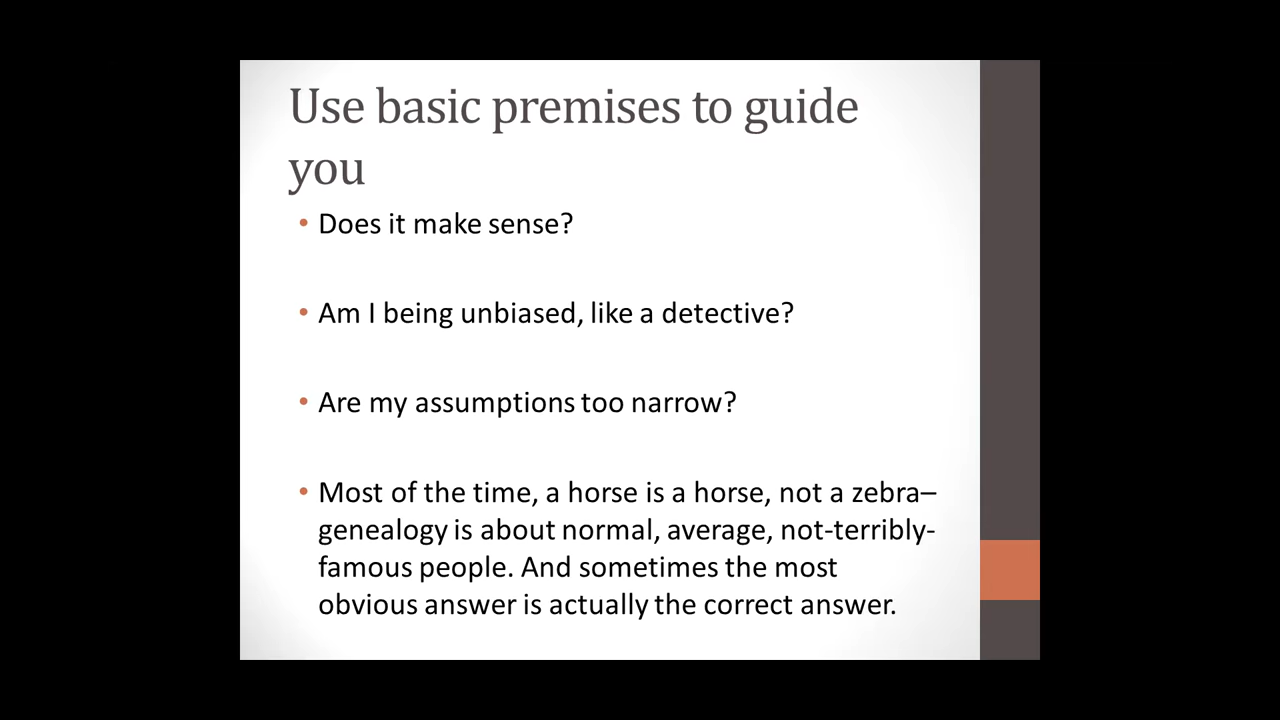 Use basic premises to guide
you
• Does it make sense?
• Am I being unbiased, like a detective?
• Are my assumptions too narrow?
• Most of the time, a horse is a horse, not a zebra–
genealogy is about normal, average, not-terribly-
famous people. And sometimes the most
obvious answer is actually the correct answer.